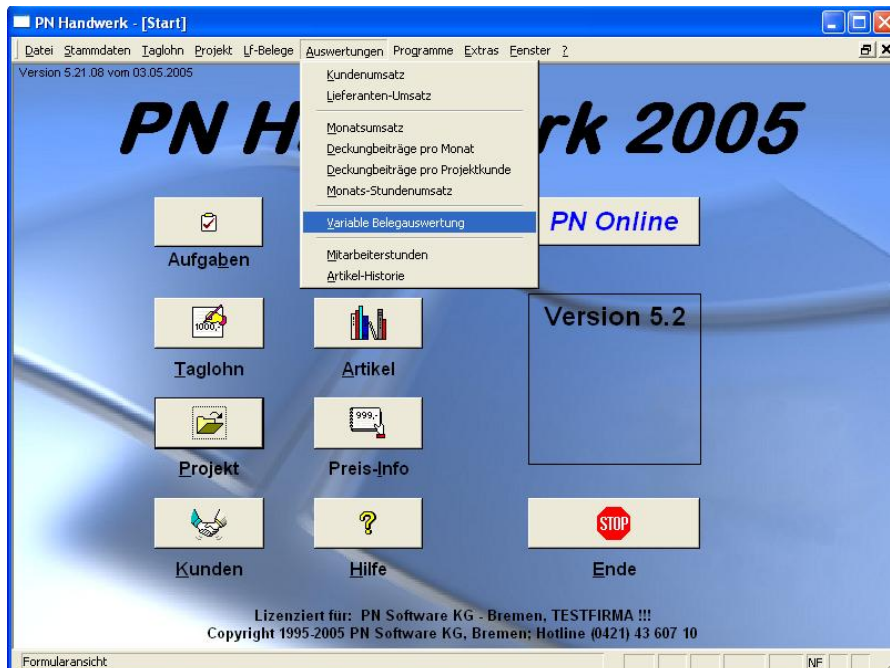 PN Handwerk - [Start]
Datei Stammdaten Taglohn Projekt Lf-Belege Auswertungen Programme Extras Fenster ?
Version 5.21.08 vom 03.05.2005
Kundenumsatz
Lieferanten-Umsatz
Monatsumsatz
Deckungbeiträge pro Monat
Deckungbeiträge pro Projektkunde
Monats-Stundenumsatz
Variable Belegauswertung
Mitarbeiterstunden
Artikel-Historie
PN H rk 2005
PN Online
Aufgaben
1000,-
Version 5.2
Taglohn
Artikel
999,-
Projekt
Preis-Info
?
STOP
Kunden
Hilfe
Ende
Lizenziert für: PN Software KG - Bremen, TESTFIRMA !!!
Copyright 1995-2005 PN Software KG, Bremen; Hotline (0421) 43 607 10
Formularansicht
NF